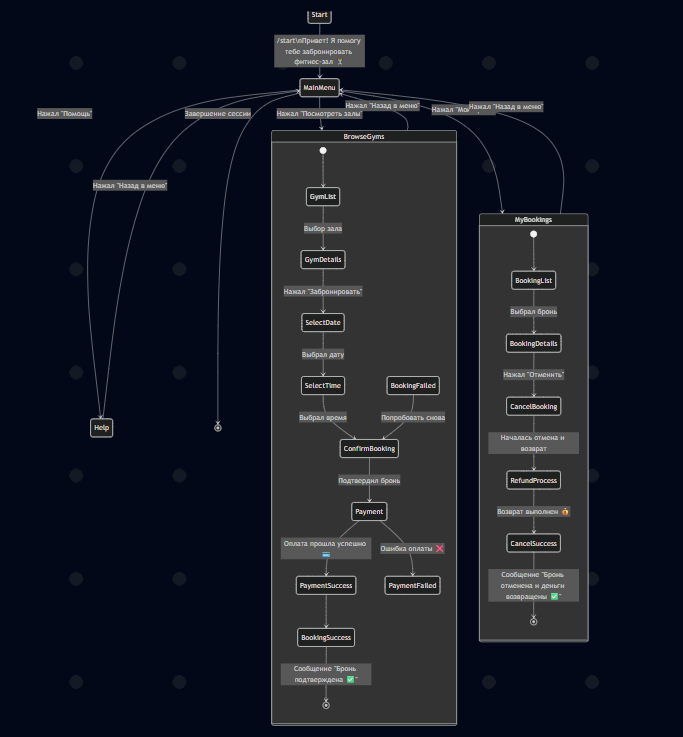 Start
/start\nПривет! Я помогу
тебе забронировать
фитнес-зал
MainMenu
Нажал "Помощь"
Завершение сессии
Нажал "Посмотреть залы"
Нажал "Назад в меню"
Нажал
Нажал "Назад в меню"
Нажал "Назад в меню"
Help
BrowseGyms
GymList
Выбор зала
GymDetails
Нажал "Забронировать"
SelectDate
Выбрал дату
SelectTime
BookingFailed
Выбрал время
Попробовать снова
ConfirmBooking
Подтвердил бронь
Payment
Оплата прошла успешно
💳
Ошибка оплаты ❌
PaymentSuccess
PaymentFailed
BookingSuccess
Сообщение "Бронь
подтверждена ✅"
MyBookings
BookingList
Выбрал бронь
BookingDetails
Нажал "Отменить"
CancelBooking
Началась отмена и
возврат
RefundProcess
Возврат выполнен 💰
CancelSuccess
Сообщение "Бронь
отменена и деньги
возвращены ✅"